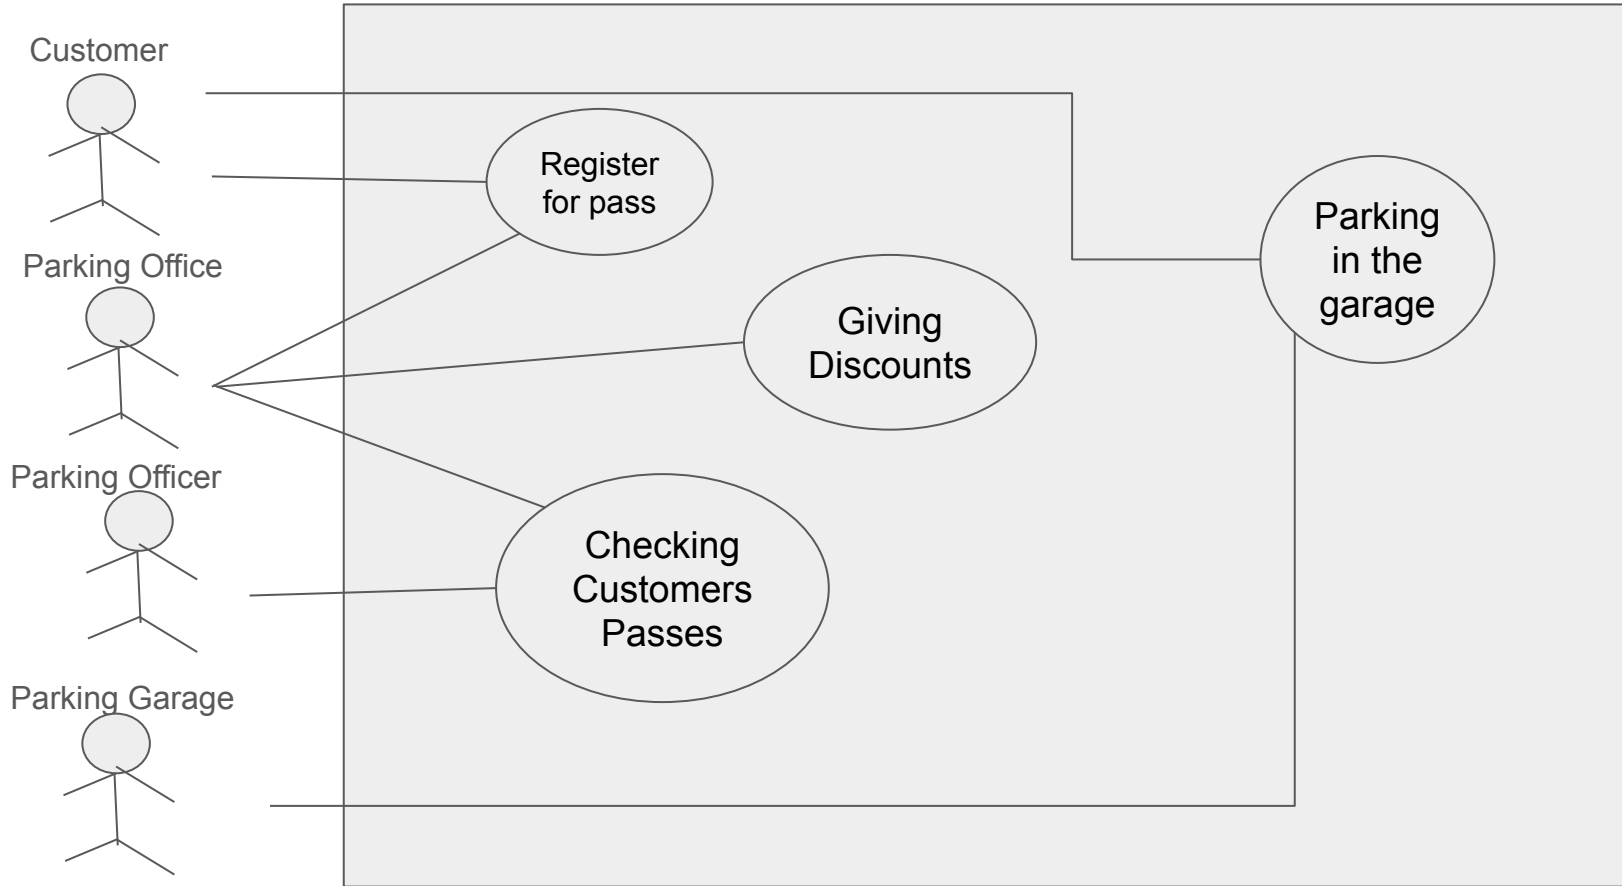 Customer
Register
for pass
Parking
in the
garage
Parking Office
Giving
Discounts
Parking Officer
Checking
Customers
Passes
Parking Garage